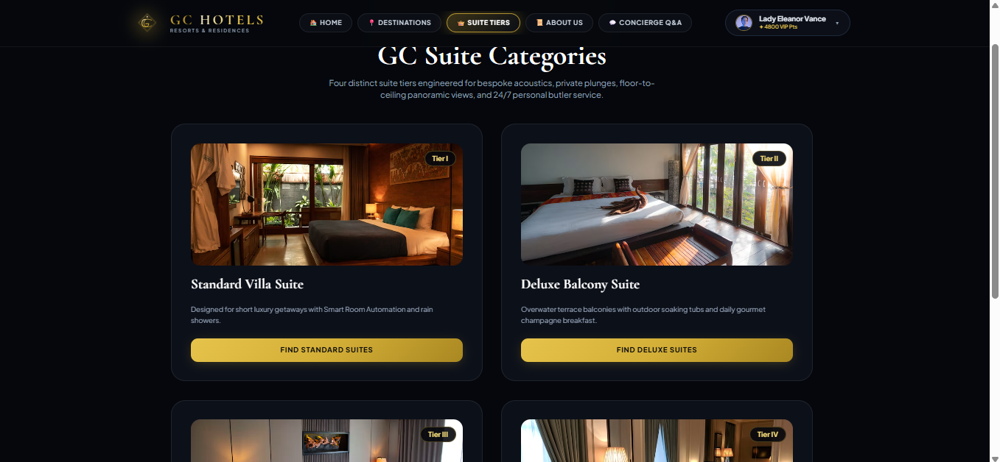 GC HOTELS
RESORTS & RESIDENCES
HOME
DESTINATIONS
SUITE TIERS
ABOUT US
CONCIERGE Q&A
Lady Eleanor Vance
✦ 4800 VIP Pts
GC Suite Categories
Four distinct suite tiers engineered for bespoke acoustics, private plunges, floor-to-
ceiling panoramic views, and 24/7 personal butler service.
Tier I
Standard Villa Suite
Designed for short luxury getaways with Smart Room Automation and rain
showers.
FIND STANDARD SUITES
Tier II
Deluxe Balcony Suite
Overwater terrace balconies with outdoor soaking tubs and daily gourmet
champagne breakfast.
FIND DELUXE SUITES
Tier III
Tier IV